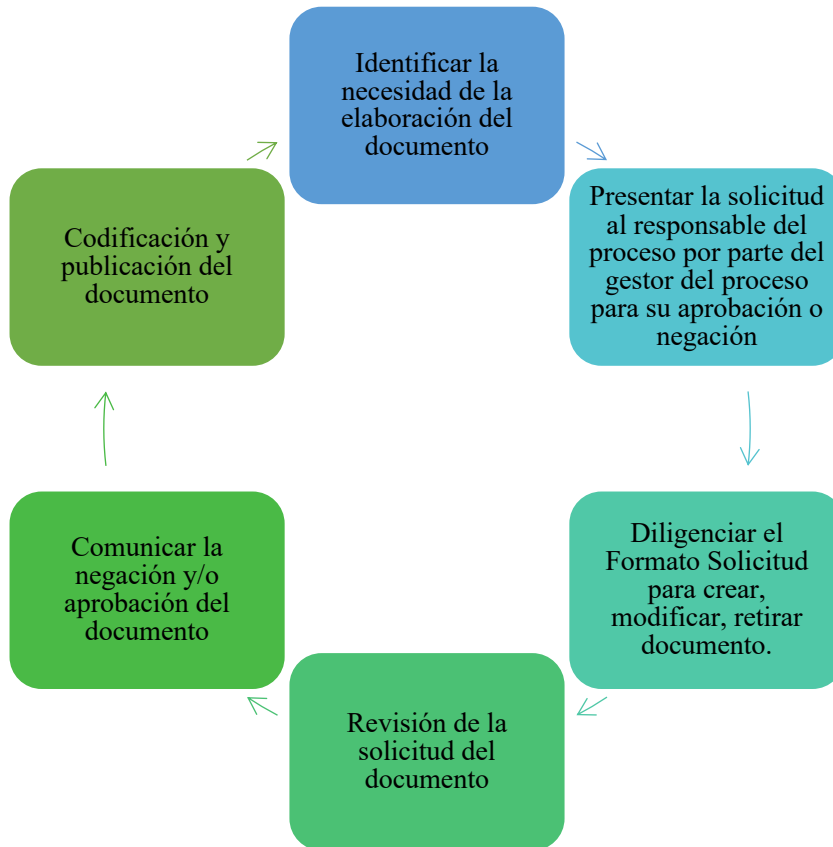 Identificar la
necesidad de la
elaboración del
documento
Presentar la solicitud
al responsable del
proceso por parte del
gestor del proceso
para su aprobación o
negación
Diligenciar el
Formato Solicitud
para crear,
modificar, retirar
documento.
Revisión de la
solicitud del
documento
Comunicar la
negación y/o
aprobación del
documento
Codificación y
publicación del
documento